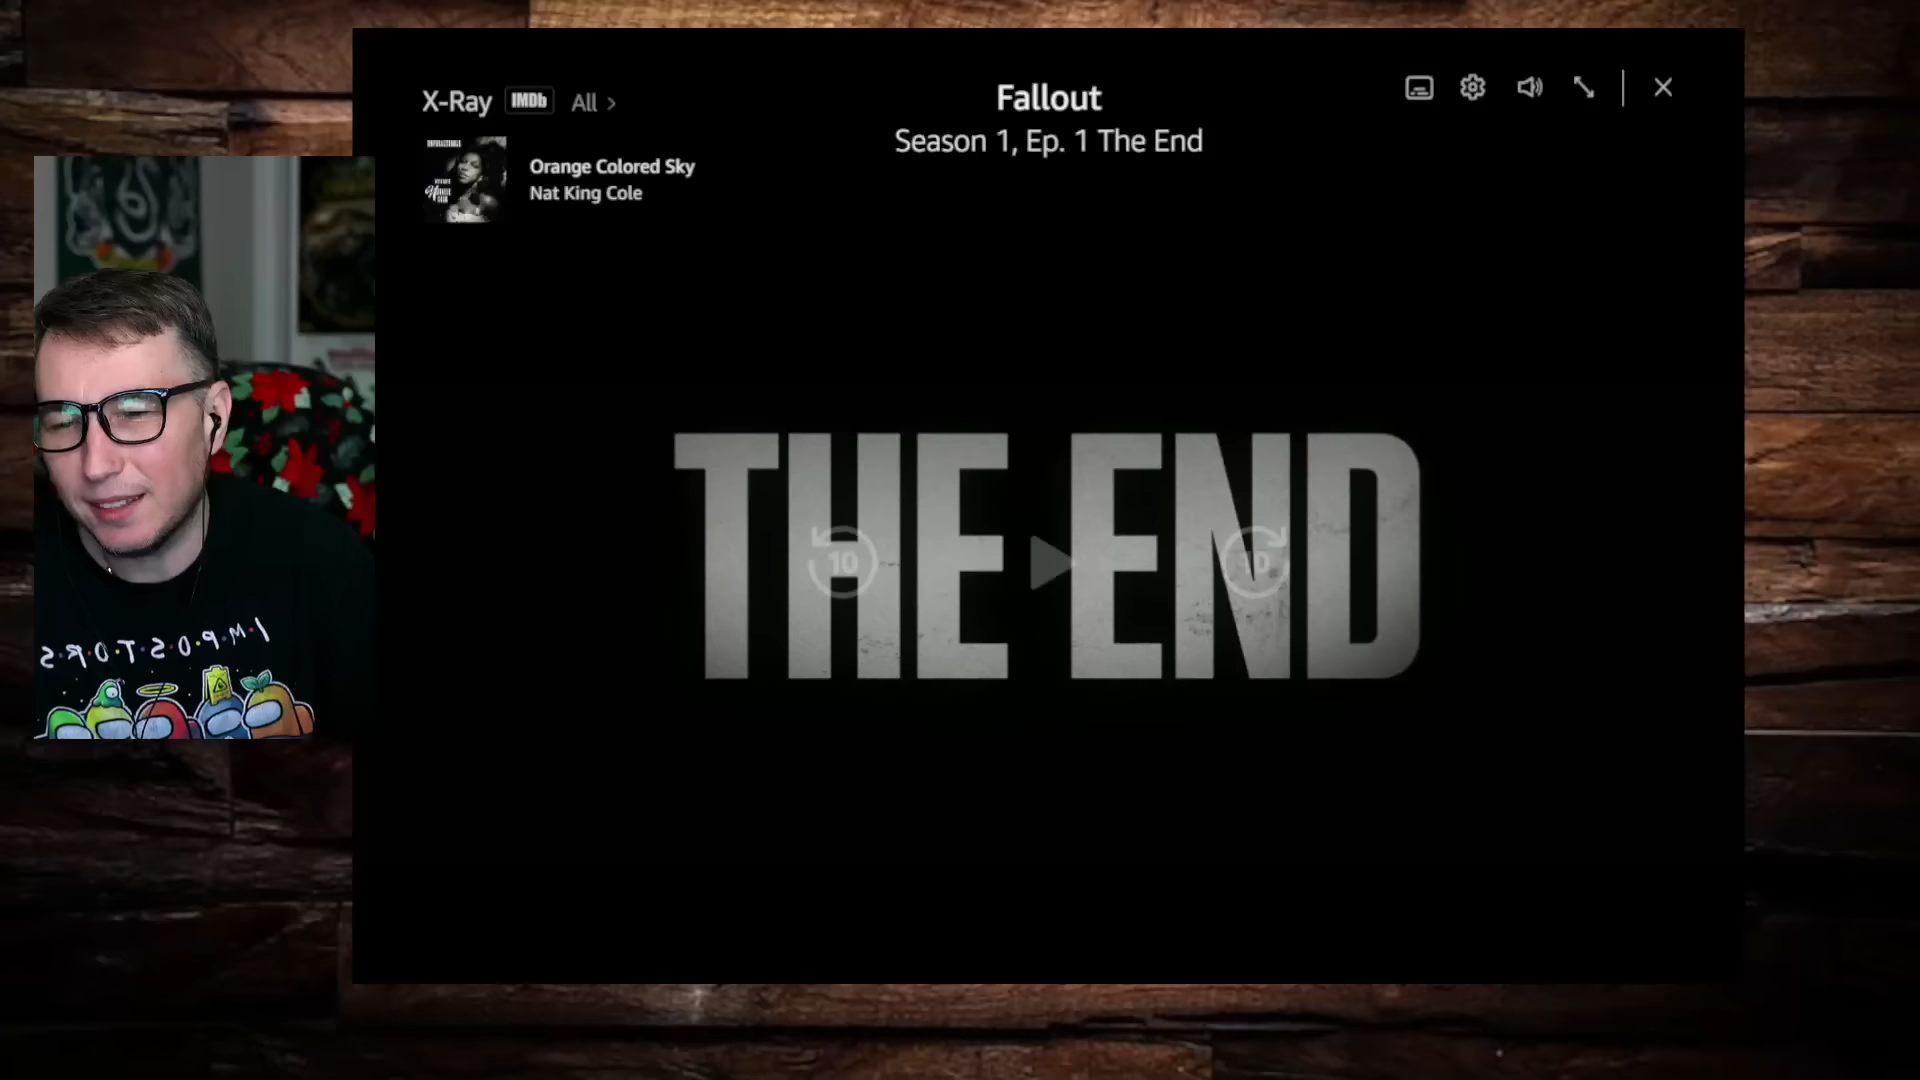 X-Ray IMDb All >
Fallout
Season 1, Ep. 1 The End
Orange Colored Sky
Nat King Cole
THE END
10
10
I•M•P•O•S•T•O•R•S